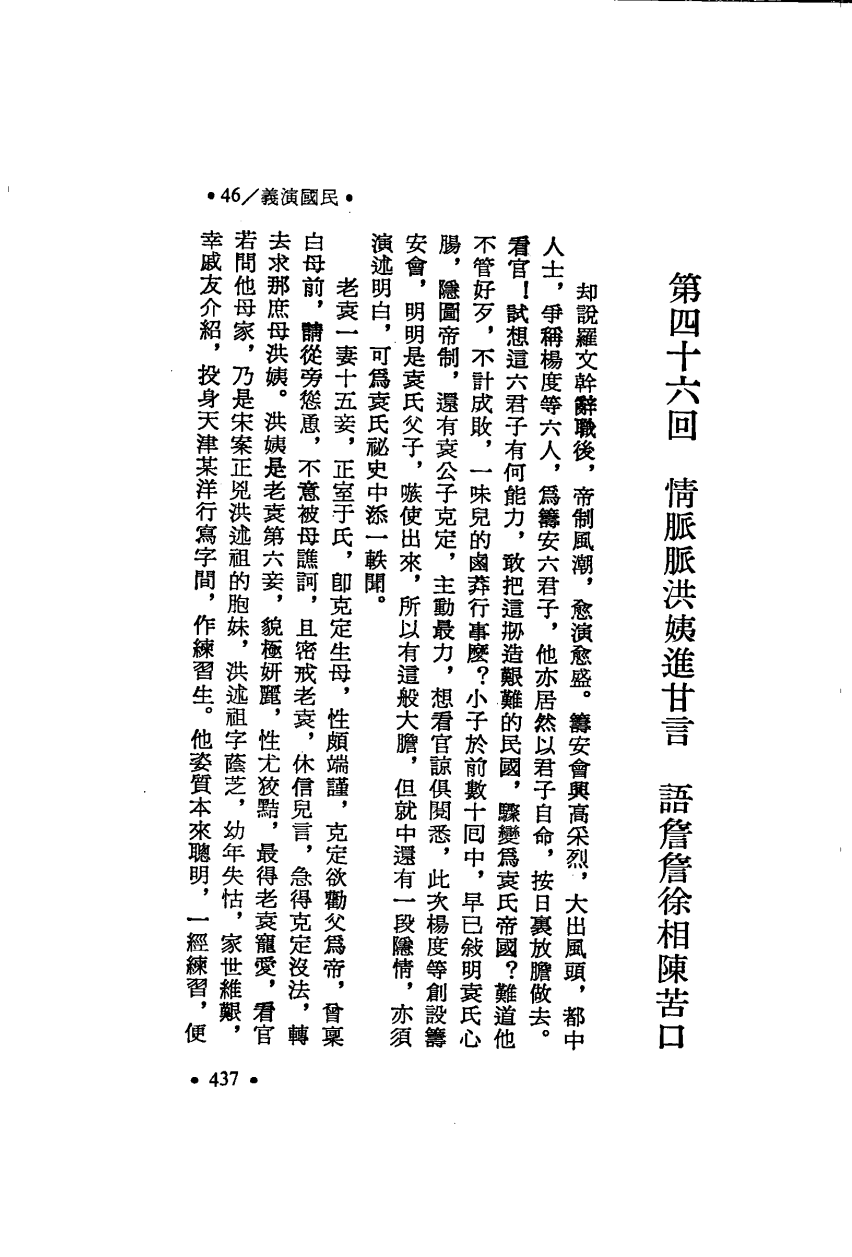 •46／義演國民•
第四十六回　情脈脈洪姨進甘言　語詹詹徐相陳苦口
却說羅文幹辭職後，帝制風潮，愈演愈盛。籌安會興高采烈，大出風頭，都中
人士，爭稱楊度等六人，爲籌安六君子，他亦居然以君子自命，按日裏放膽做去。
看官！試想這六君子有何能力，敢把這刱造艱難的民國，驟變爲袁氏帝國？難道他
不管好歹，不計成敗，一味兒的鹵莽行事麼？小子於前數十回中，早已敍明袁氏心
腸，隱圖帝制，還有袁公子克定，主動最力，想看官諒俱閱悉，此次楊度等創設籌
安會，明明是袁氏父子，嗾使出來，所以有這般大膽，但就中還有一段隱情，亦須
演述明白，可爲袁氏祕史中添一軼聞。
老袁一妻十五妾，正室于氏，卽克定生母，性頗端謹，克定欲勸父爲帝，曾稟
白母前，請從旁慫恿，不意被母譙訶，且密戒老袁，休信兒言，急得克定沒法，轉
去求那庶母洪姨。洪姨是老袁第六妾，貌極妍麗，性尤狡黠，最得老袁寵愛，看官
若問他母家，乃是宋案正兇洪述祖的胞妹，洪述祖字蔭芝，幼年失怙，家世維艱，
幸戚友介紹，投身天津某洋行寫字間，作練習生。他姿質本來聰明，一經練習，便
•437•